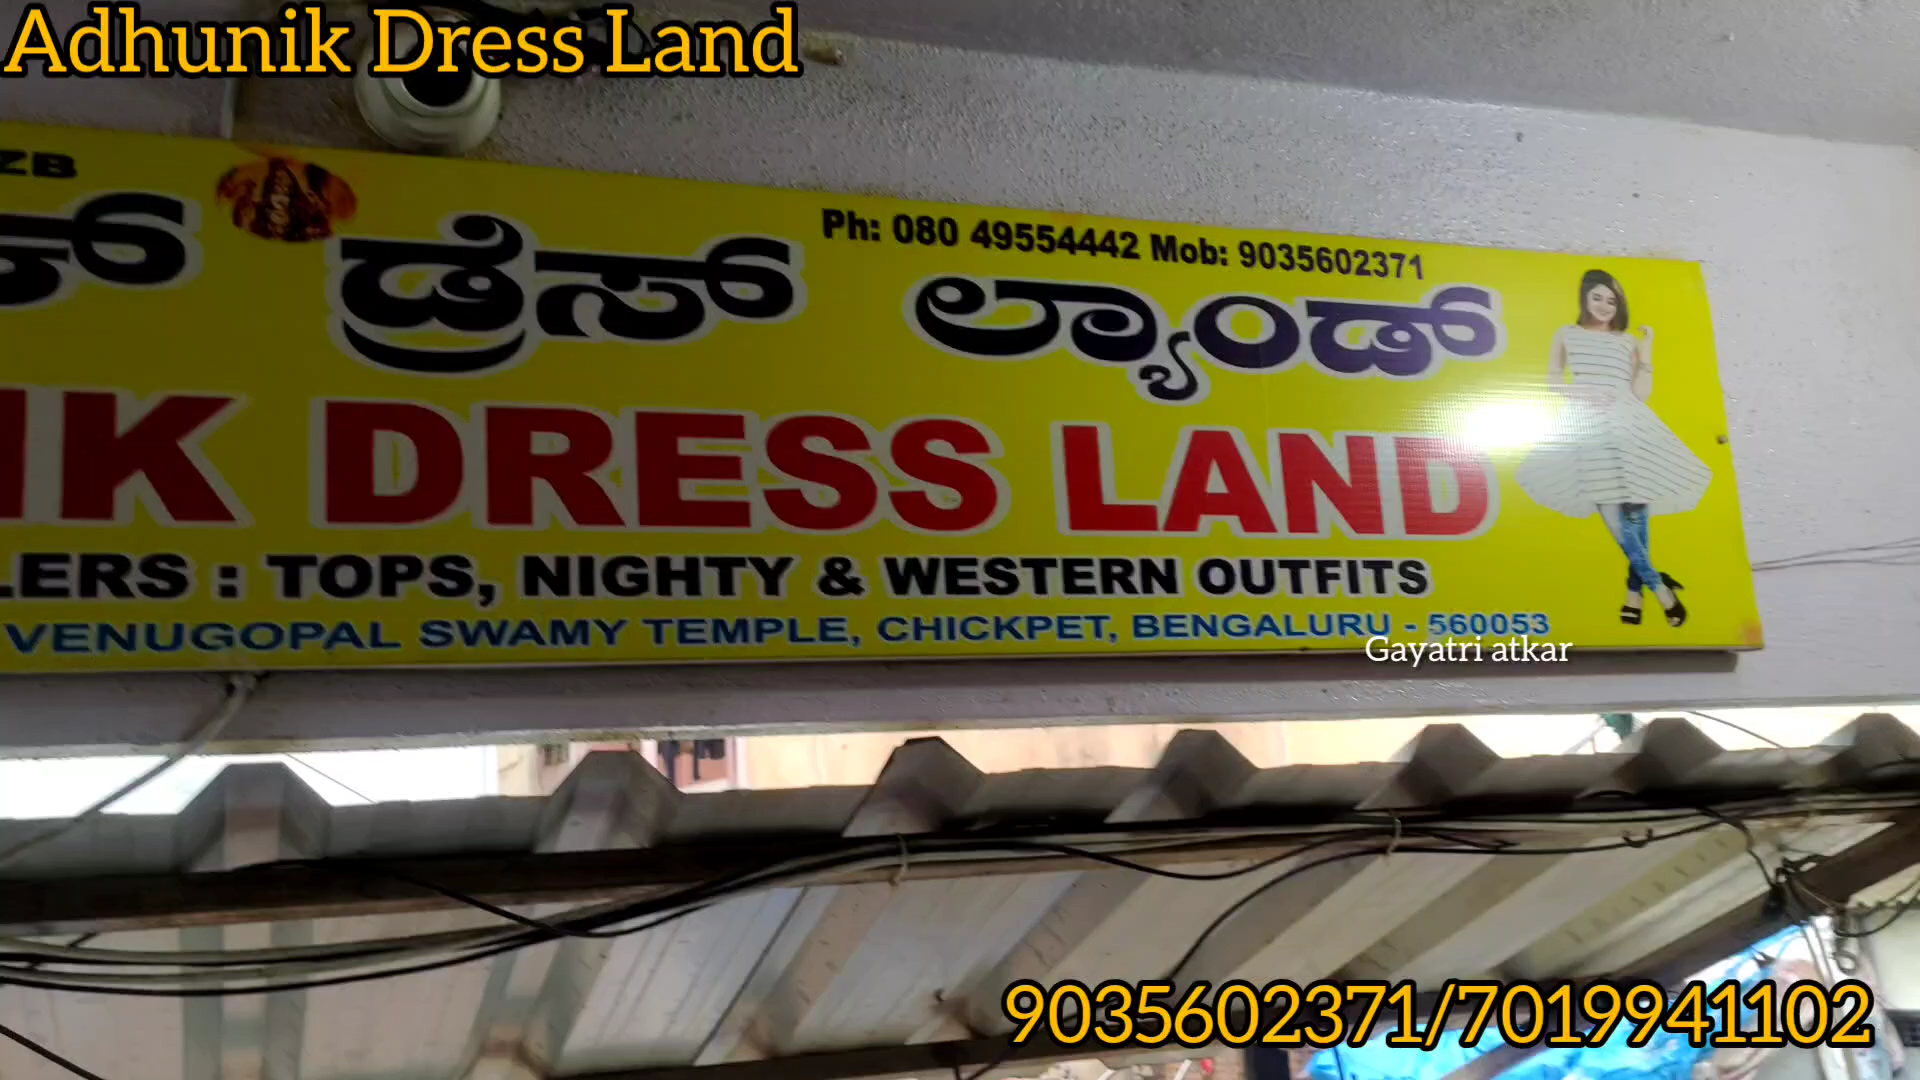 Adhunik Dress Land
ZB
Ph: 080 49554442 Mob: 9035602371
ಕ್ ಡ್ರೆಸ್ ಲ್ಯಾಂಡ್
IK DRESS LAND
LERS : TOPS, NIGHTY & WESTERN OUTFITS
VENUGOPAL SWAMY TEMPLE, CHICKPET, BENGALURU - 560053
Gayatri atkar
9035602371/7019941102